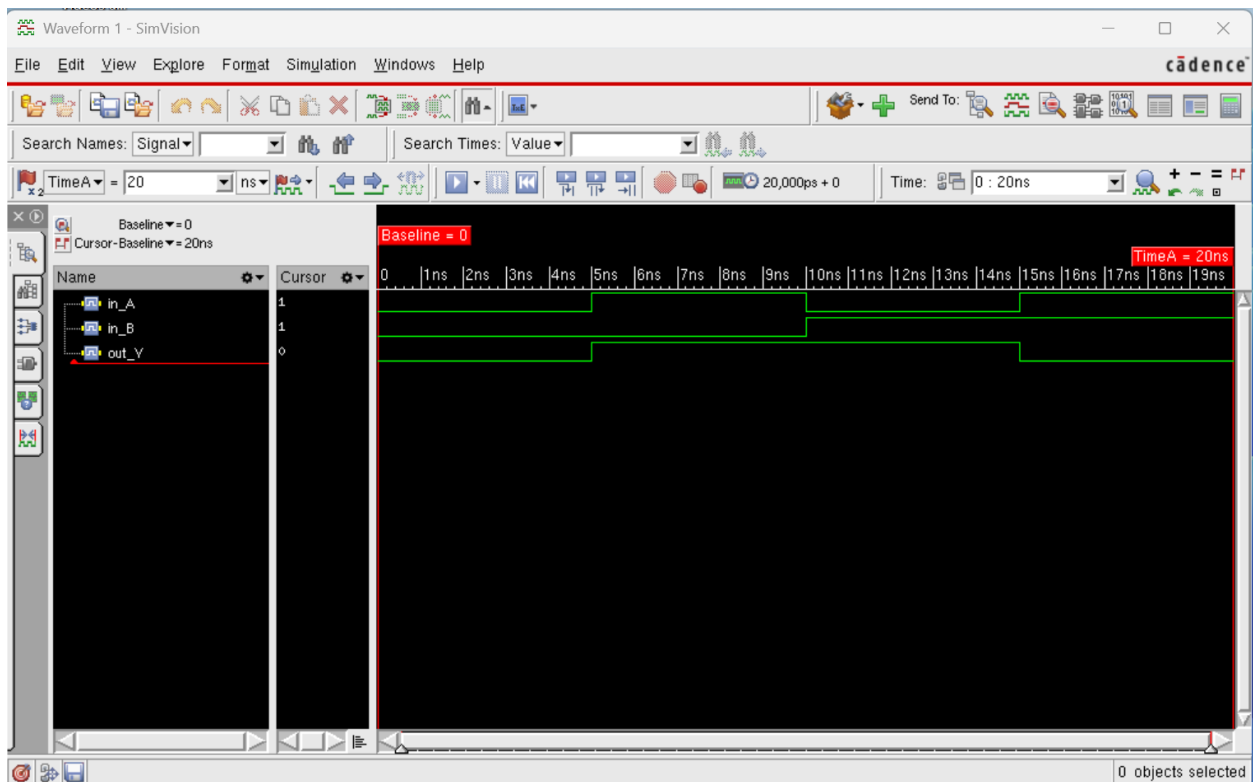 Waveform 1 - SimVision
File Edit View Explore Format Simulation Windows Help cādence
Send To:
Search Names: Signal Search Times: Value
TimeA = 20 ns 20,000ps + 0 Time: 0 : 20ns
Baseline = 0
Cursor-Baseline = 20ns
Baseline = 0
TimeA = 20ns
Name Cursor 0 1ns 2ns 3ns 4ns 5ns 6ns 7ns 8ns 9ns 10ns 11ns 12ns 13ns 14ns 15ns 16ns 17ns 18ns 19ns
in_A 1
in_B 1
out_Y 0
0 objects selected